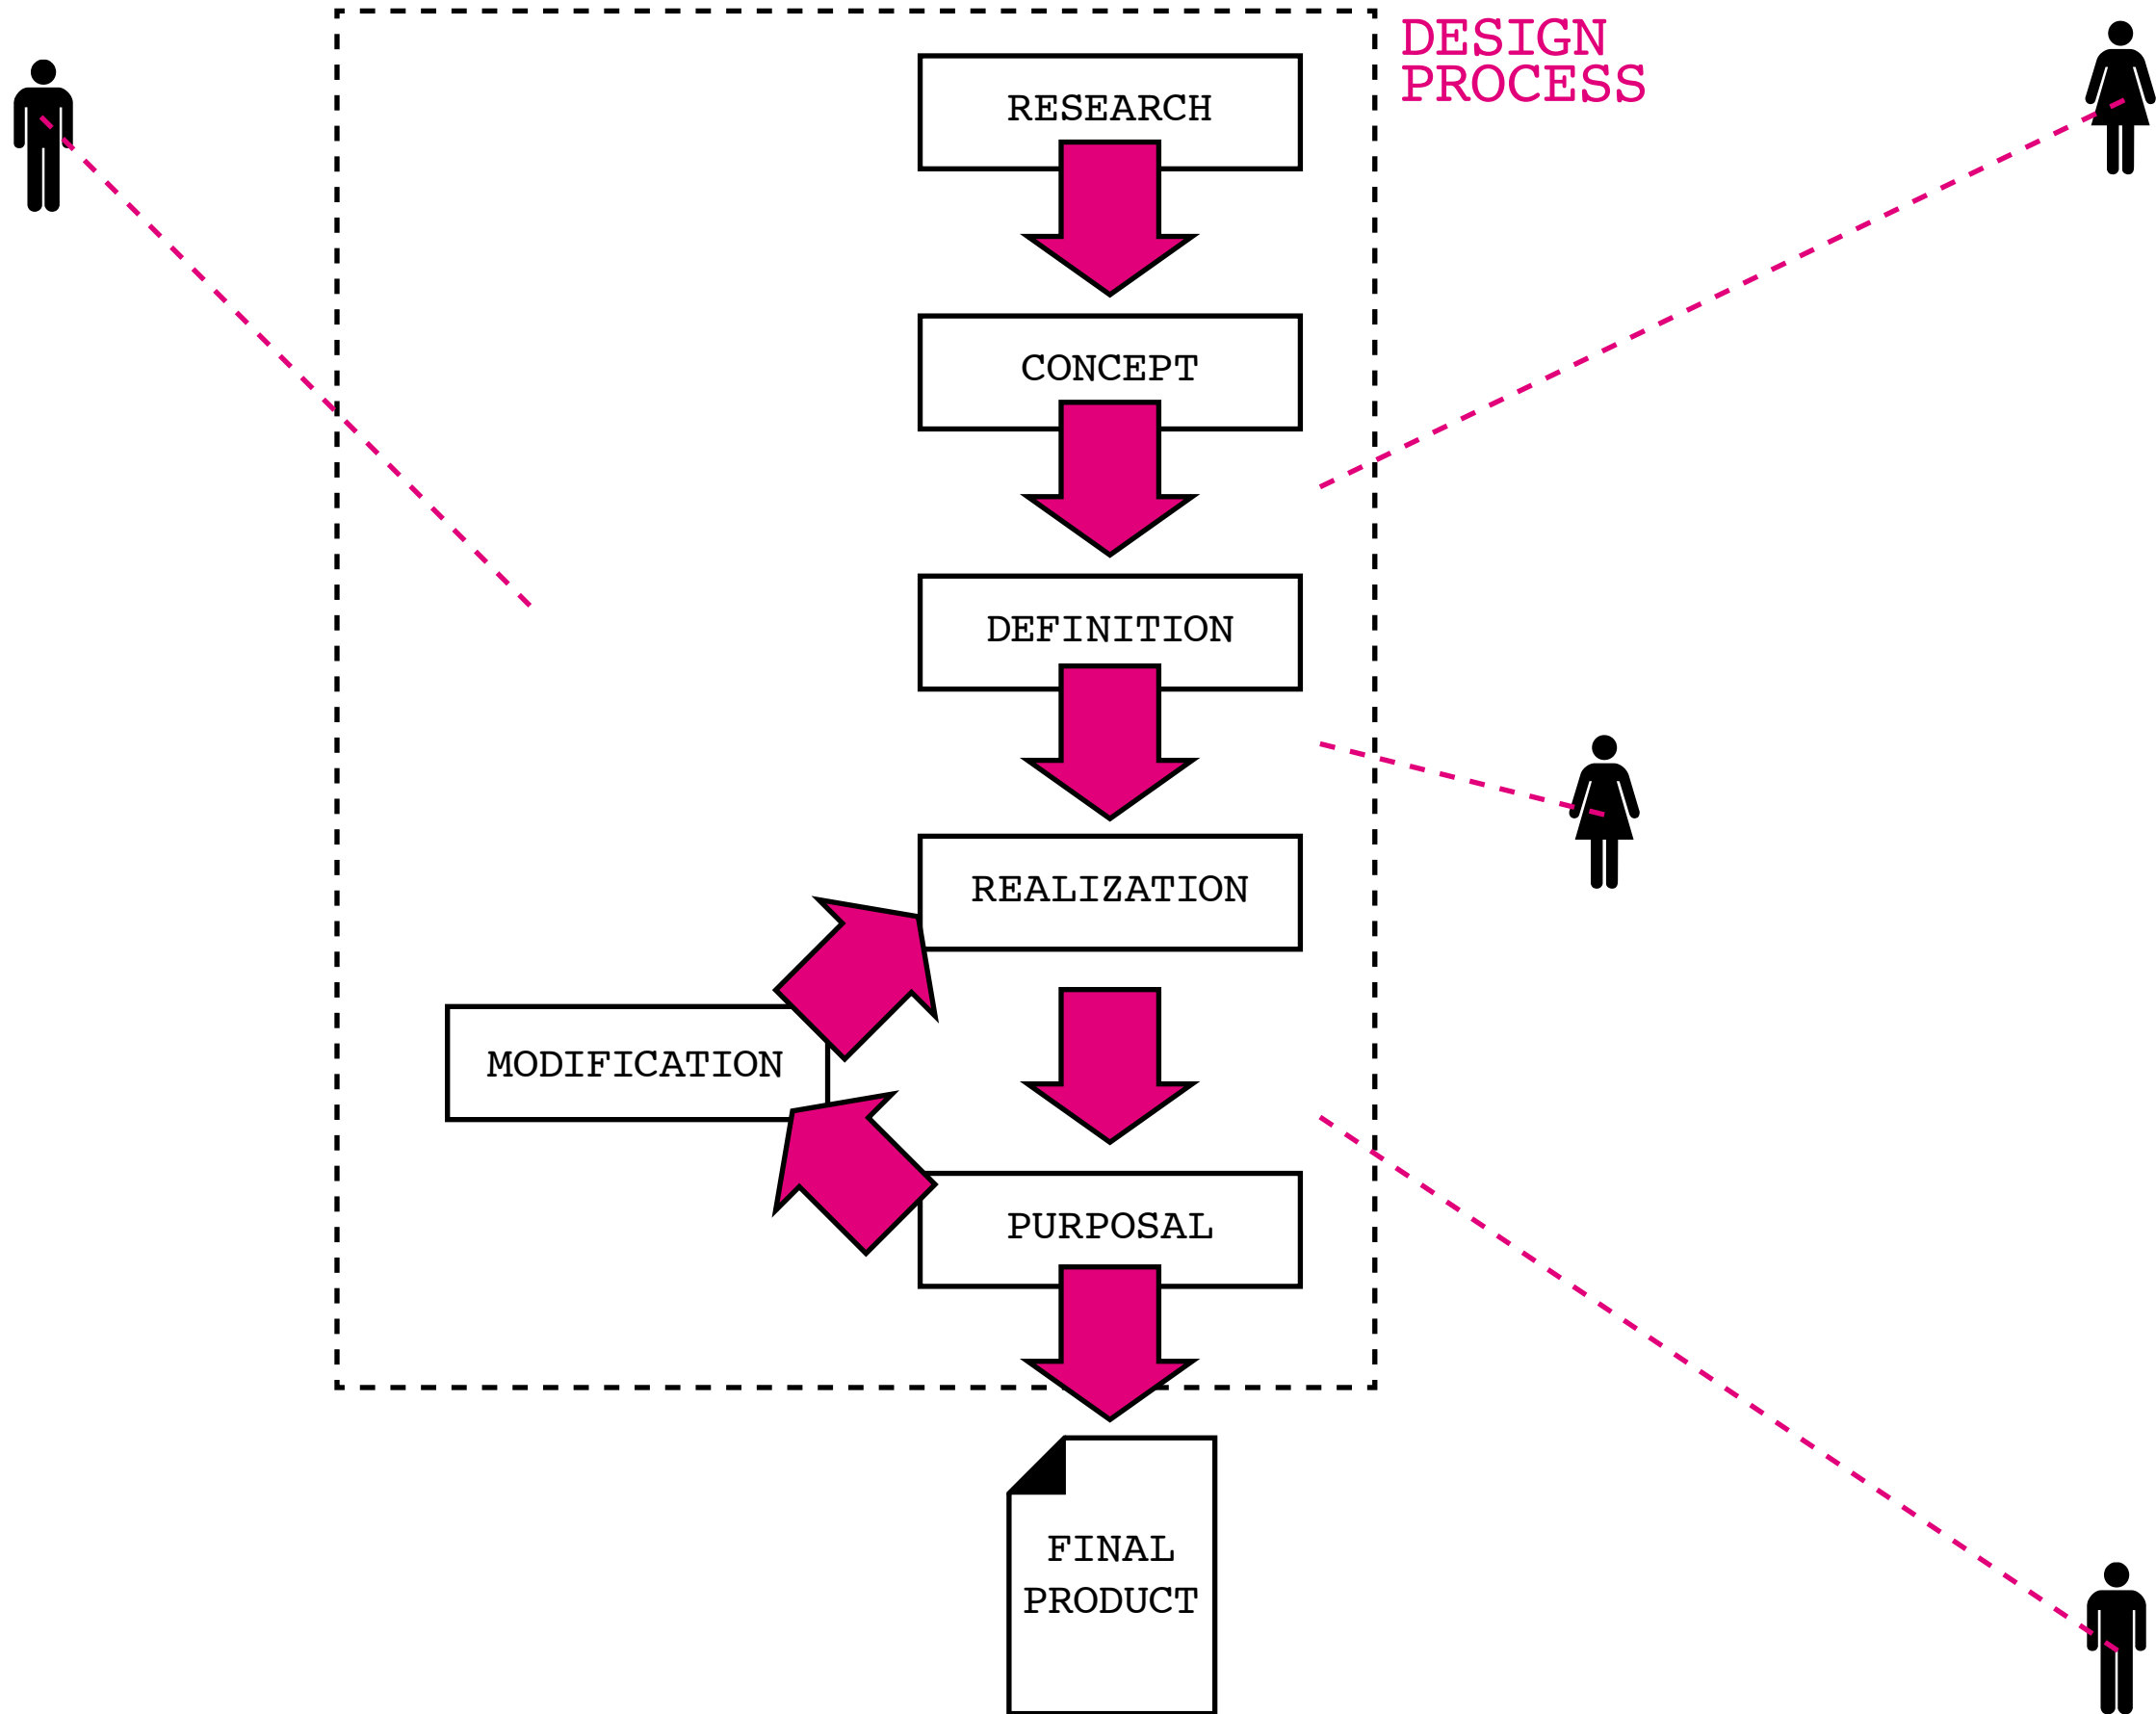 DESIGN
PROCESS
RESEARCH
CONCEPT
DEFINITION
REALIZATION
MODIFICATION
PURPOSAL
FINAL
PRODUCT